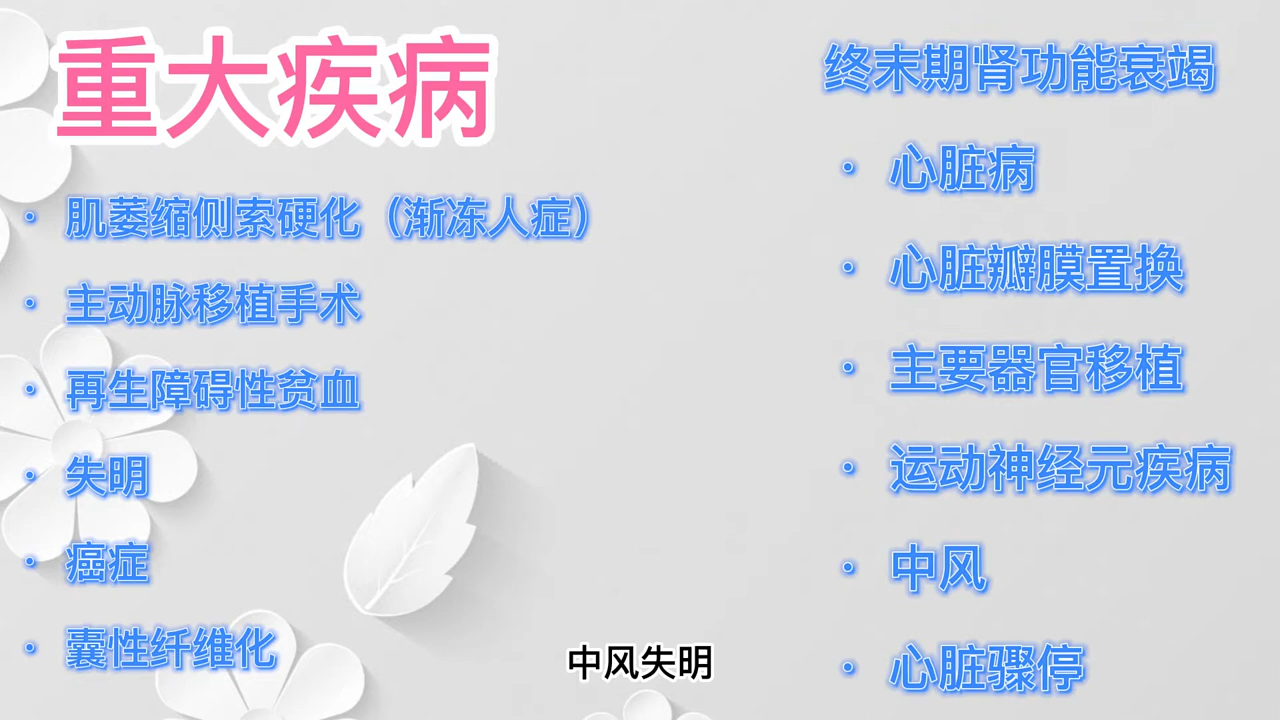 重大疾病
• 肌萎缩侧索硬化（渐冻人症）
• 主动脉移植手术
• 再生障碍性贫血
• 失明
• 癌症
• 囊性纤维化
终末期肾功能衰竭
• 心脏病
• 心脏瓣膜置换
• 主要器官移植
• 运动神经元疾病
• 中风
• 心脏骤停
中风失明